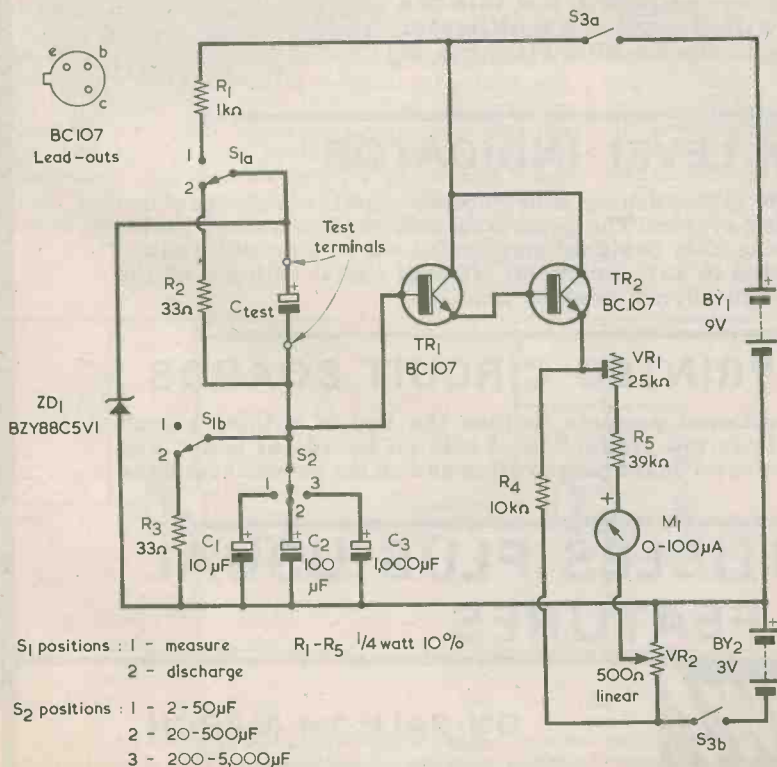 e
b
c
BC107
Lead-outs
R1
1kΩ
1
S1a
2
S3a
Test
terminals
R2
33Ω
Ctest
TR1
BC107
TR2
BC107
BY1
9V
ZD1
BZY88C5V1
1
S1b
2
S2
1
3
2
R3
33Ω
C1
10µF
C2
100
µF
C3
1,000µF
VR1
25kΩ
R5
39kΩ
R4
10kΩ
M1
0-100µA
VR2
500Ω
linear
BY2
3V
S3b
S1 positions : 1 - measure
2 - discharge
R1-R5 1/4 watt 10%
S2 positions : 1 - 2-50µF
2 - 20-500µF
3 - 200-5,000µF